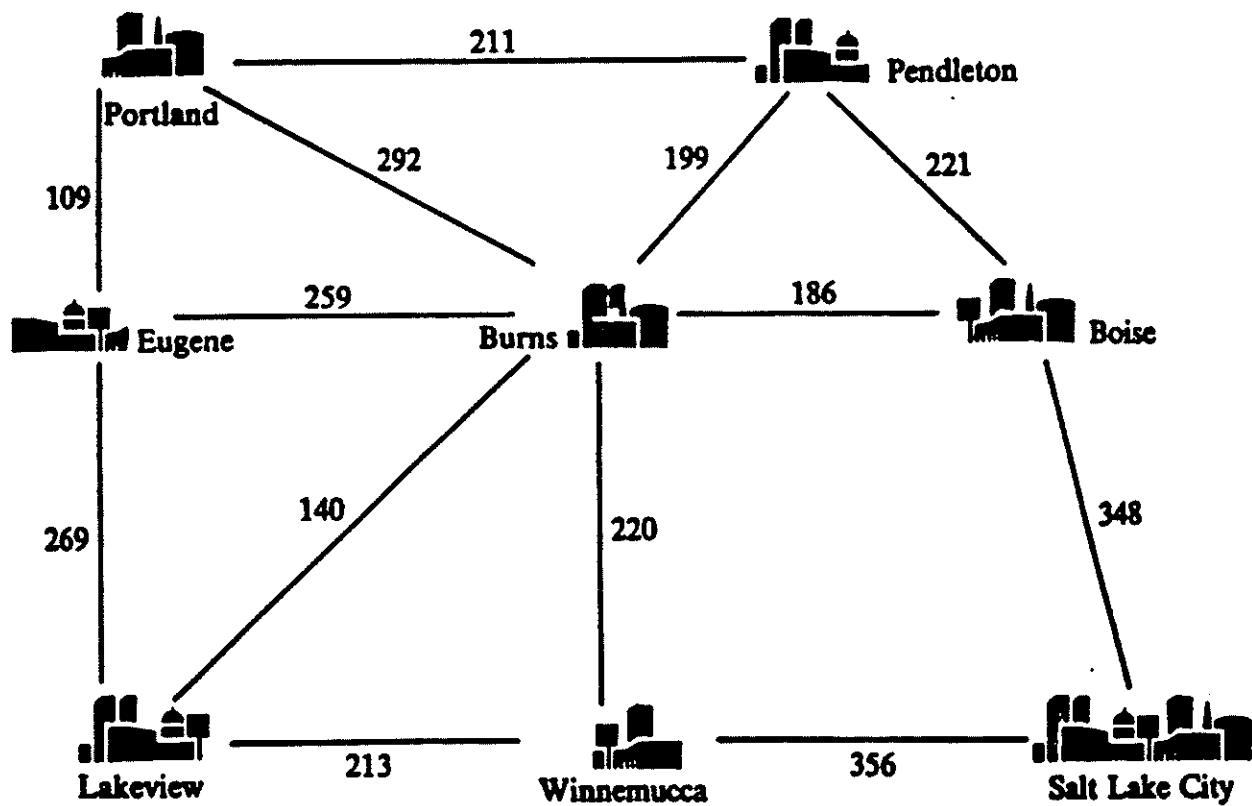 211
Pendleton
Portland
292
199
221
109
259
186
Eugene
Burns
Boise
269
140
220
348
213
356
Lakeview
Winnemucca
Salt Lake City